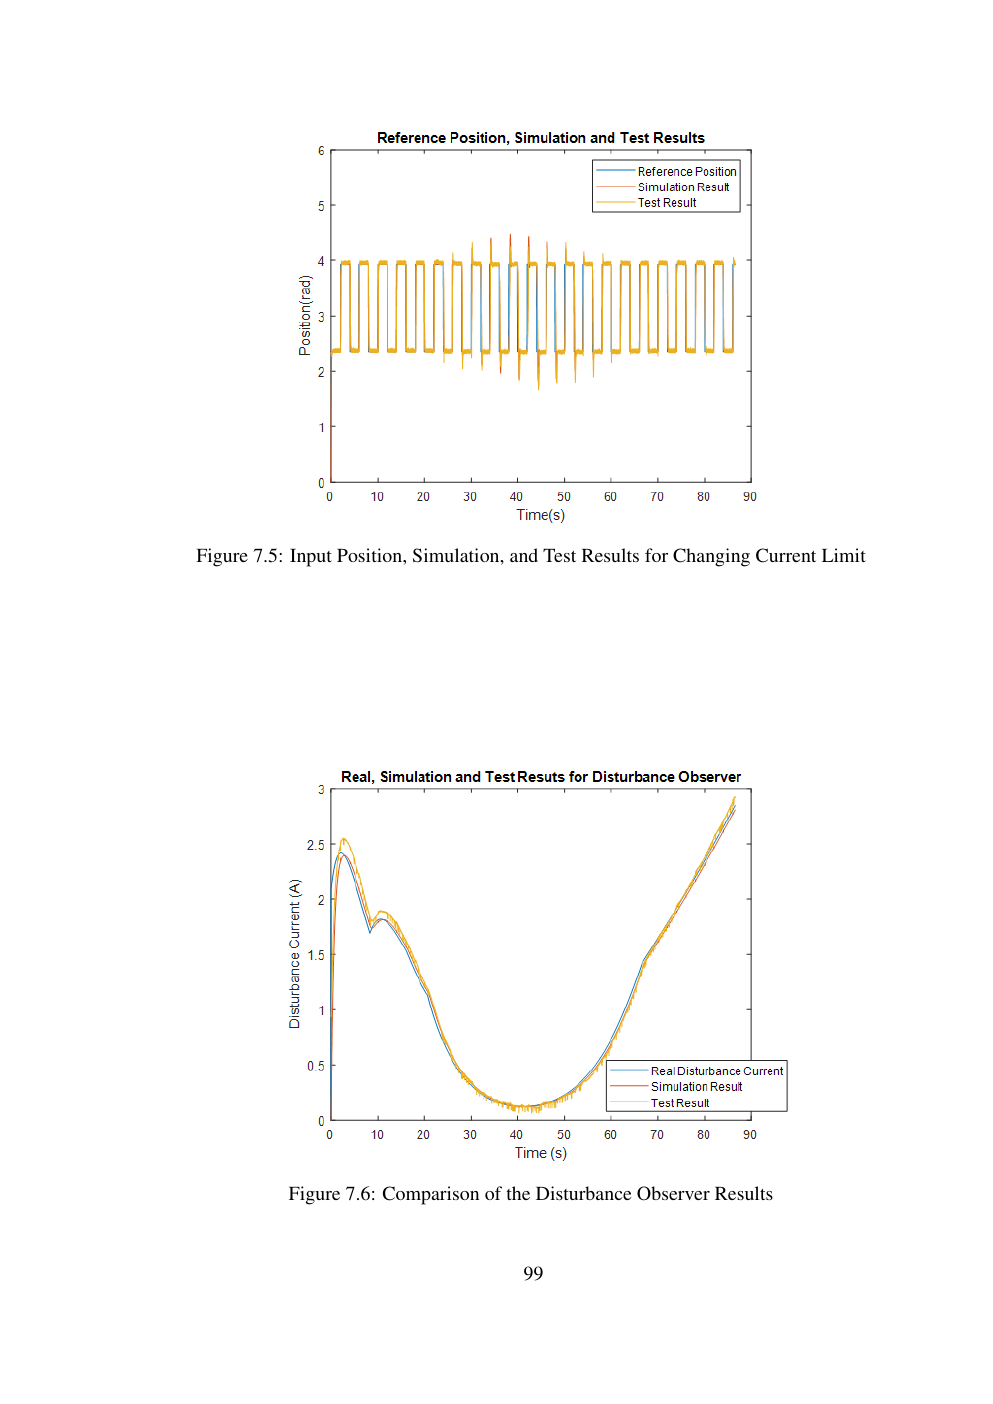 Reference Position, Simulation and Test Results
6
5
4
3
2
1
0
Position(rad)
Reference Position
Simulation Result
Test Result
0 10 20 30 40 50 60 70 80 90
Time(s)
Figure 7.5: Input Position, Simulation, and Test Results for Changing Current Limit
Real, Simulation and Test Resuts for Disturbance Observer
3
2.5
2
1.5
1
0.5
0
Disturbance Current (A)
Real Disturbance Current
Simulation Result
Test Result
0 10 20 30 40 50 60 70 80 90
Time (s)
Figure 7.6: Comparison of the Disturbance Observer Results
99